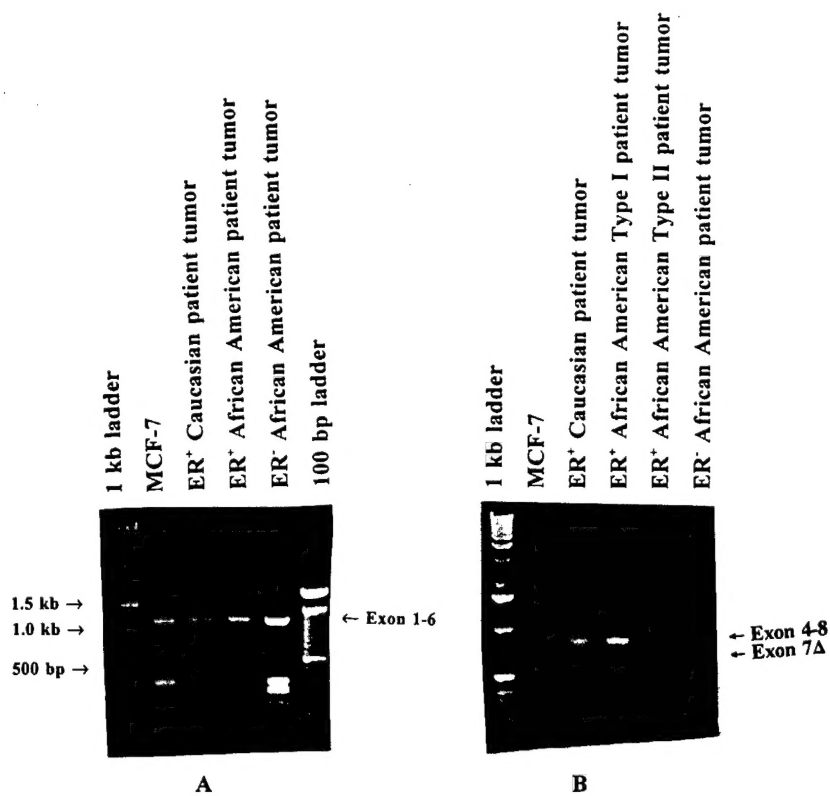 1 kb ladder
MCF-7
ER⁺ Caucasian patient tumor
ER⁺ African American patient tumor
ER⁻ African American patient tumor
100 bp ladder
1.5 kb →
1.0 kb →
500 bp →
← Exon 1-6
A
1 kb ladder
MCF-7
ER⁺ Caucasian patient tumor
ER⁺ African American Type I patient tumor
ER⁺ African American Type II patient tumor
ER⁻ African American patient tumor
← Exon 4-8
← Exon 7Δ
B